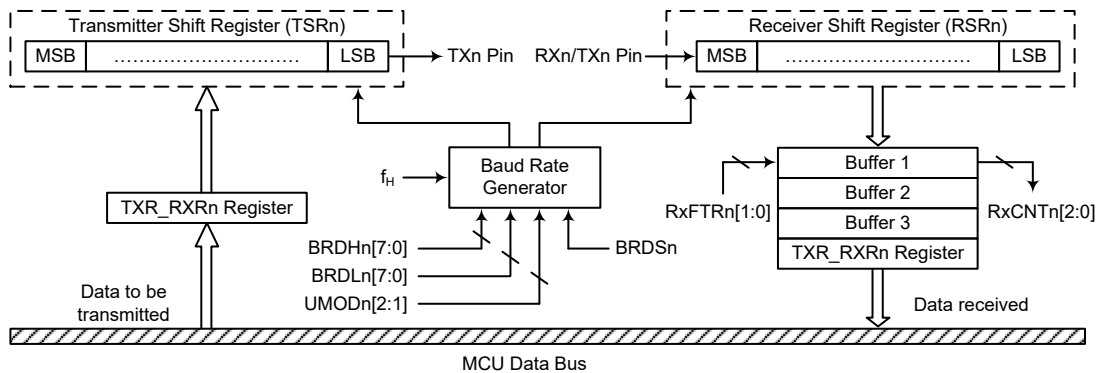 Transmitter Shift Register (TSRn)
MSB ………………………… LSB
TXn Pin
RXn/TXn Pin
Receiver Shift Register (RSRn)
MSB ………………………… LSB
TXR_RXRn Register
Data to be
transmitted
fH
Baud Rate
Generator
BRDHn[7:0]
BRDLn[7:0]
UMODn[2:1]
BRDSn
RxFTRn[1:0]
Buffer 1
Buffer 2
Buffer 3
TXR_RXRn Register
RxCNTn[2:0]
Data received
MCU Data Bus